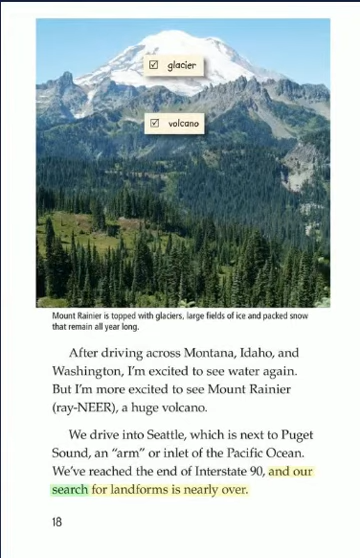 glacier
volcano
Mount Rainier is topped with glaciers, large fields of ice and packed snow
that remain all year long.
After driving across Montana, Idaho, and
Washington, I'm excited to see water again.
But I'm more excited to see Mount Rainier
(ray-NEER), a huge volcano.
We drive into Seattle, which is next to Puget
Sound, an “arm” or inlet of the Pacific Ocean.
We've reached the end of Interstate 90, and our
search for landforms is nearly over.
18